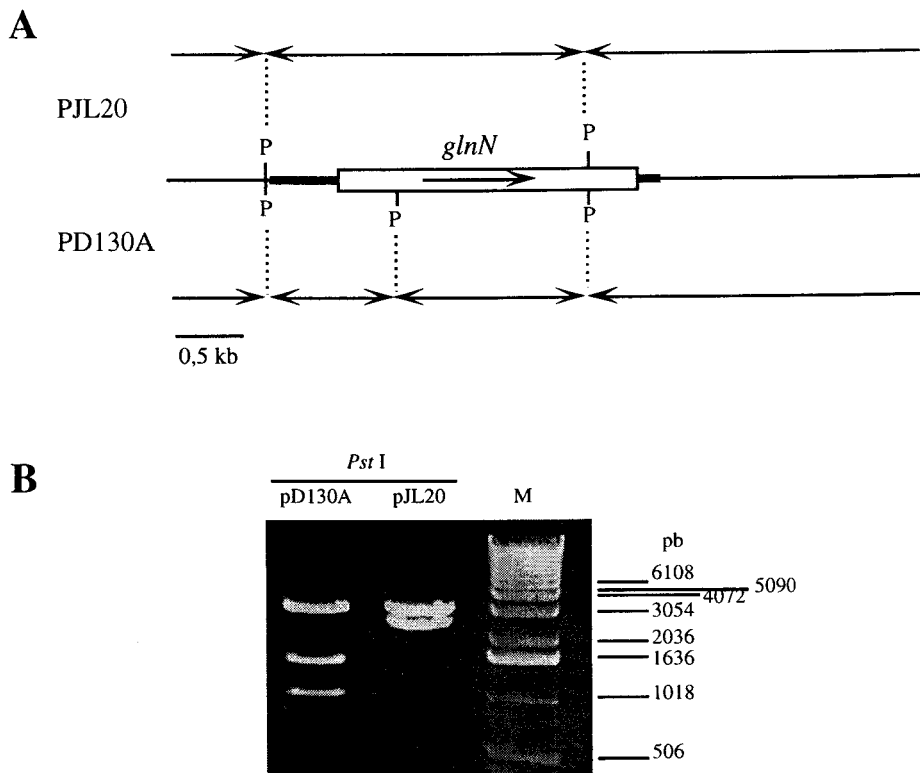 A
PJL20
P
glnN
P
P
P
P
PD130A
0,5 kb
B
Pst I
pD130A pJL20 M
pb
6108
5090
4072
3054
2036
1636
1018
506